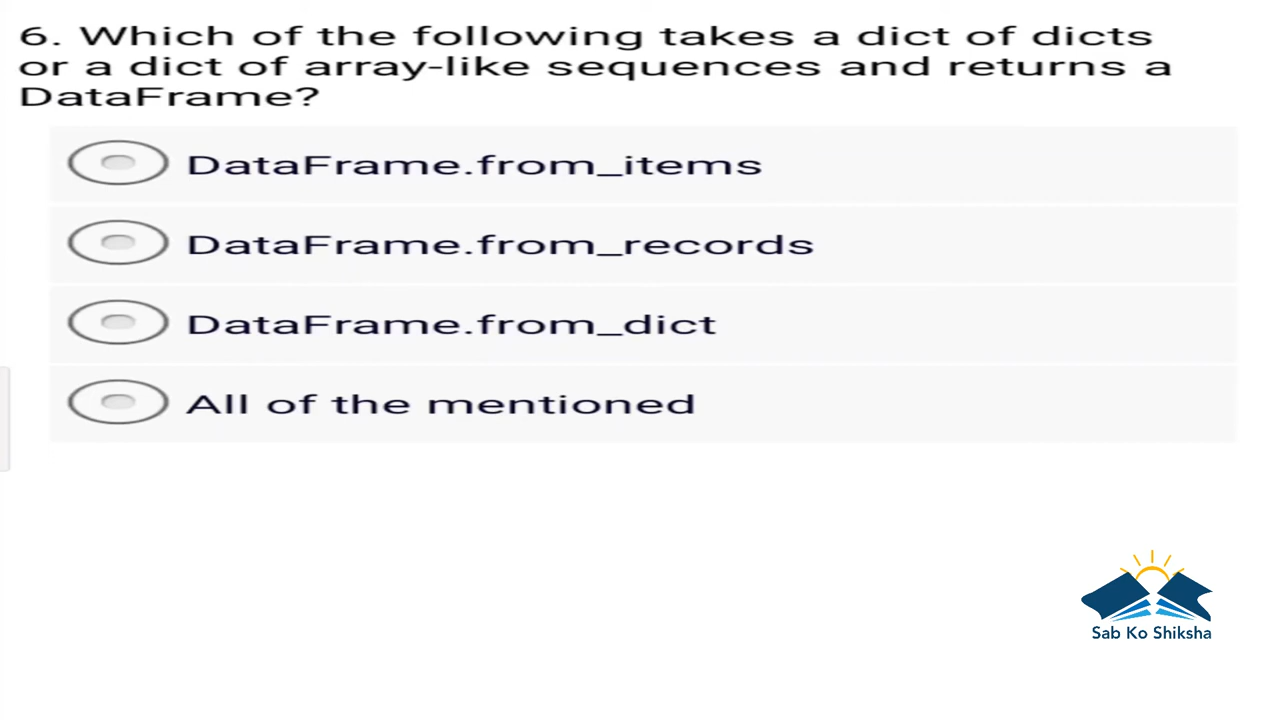 6. Which of the following takes a dict of dicts
or a dict of array-like sequences and returns a
DataFrame?
DataFrame.from_items
DataFrame.from_records
DataFrame.from_dict
All of the mentioned
Sab Ko Shiksha